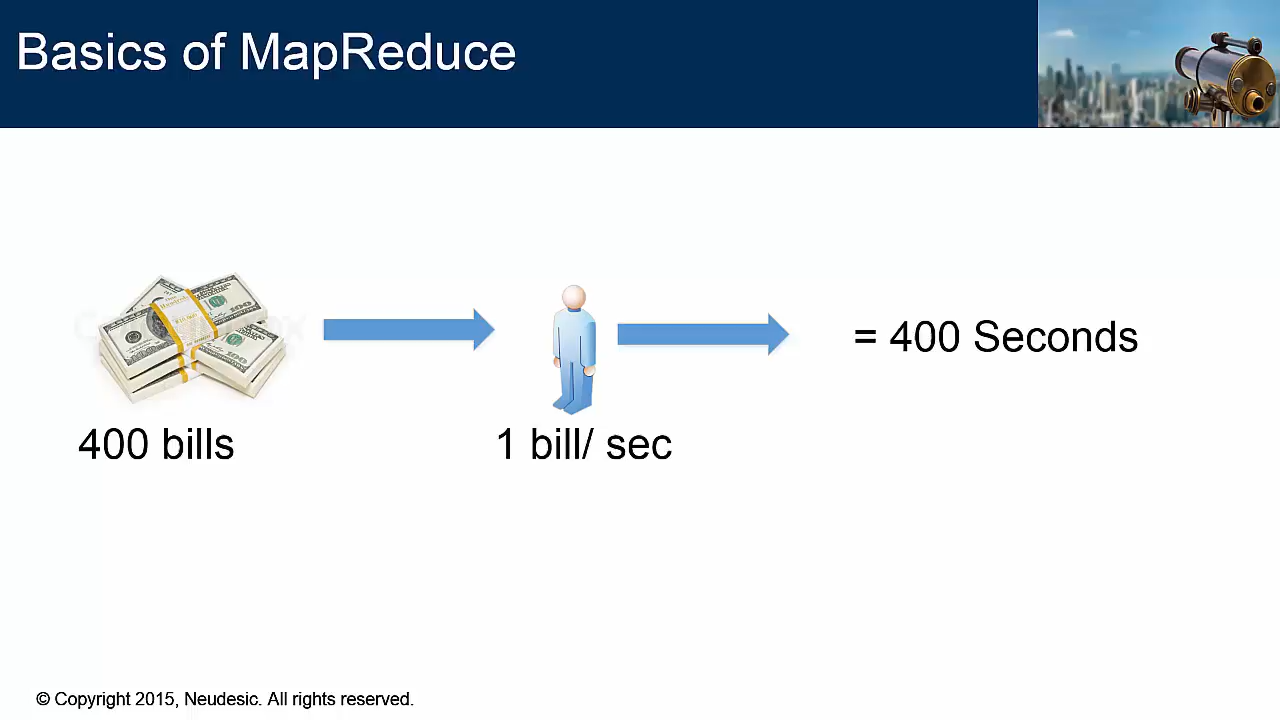 Basics of MapReduce
= 400 Seconds
400 bills
1 bill/ sec
© Copyright 2015, Neudesic. All rights reserved.